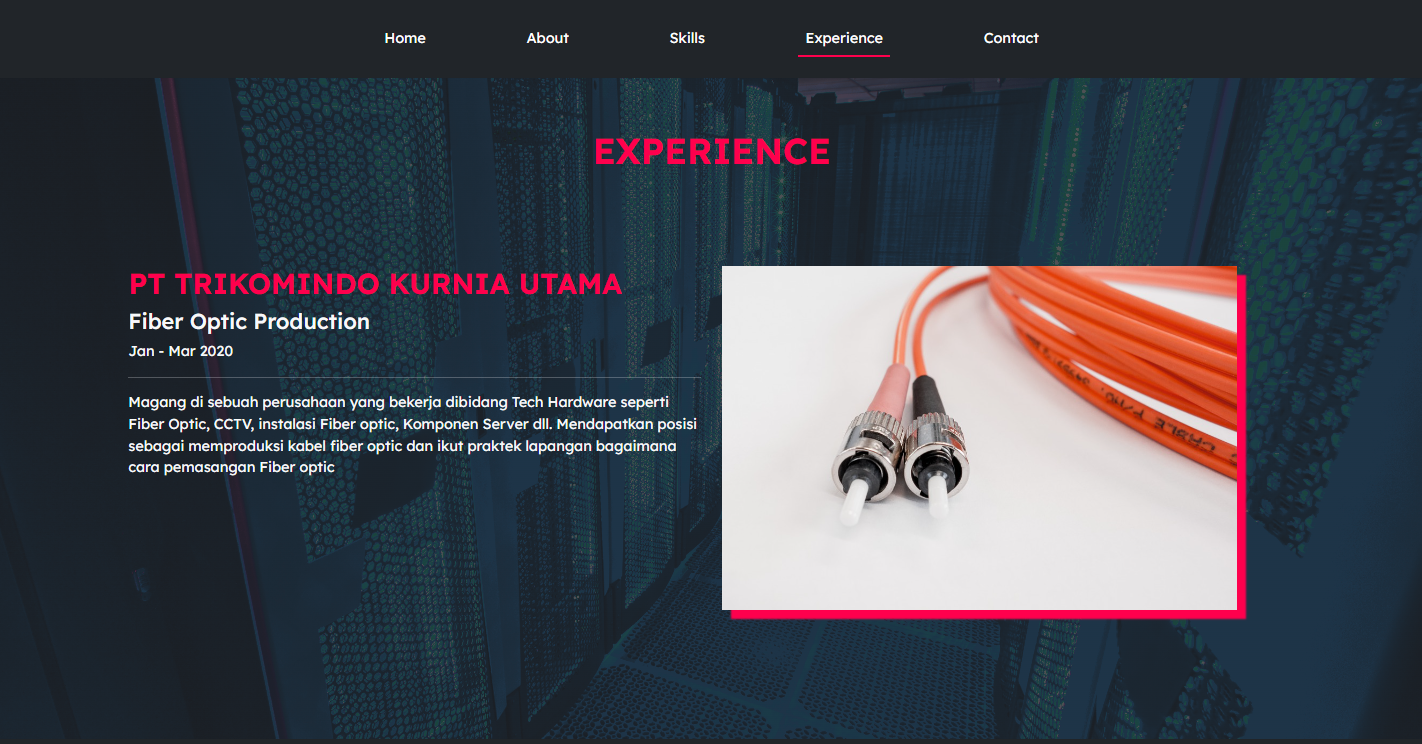 Home About Skills Experience Contact
EXPERIENCE
PT TRIKOMINDO KURNIA UTAMA
Fiber Optic Production
Jan - Mar 2020
Magang di sebuah perusahaan yang bekerja dibidang Tech Hardware seperti
Fiber Optic, CCTV, instalasi Fiber optic, Komponen Server dll. Mendapatkan posisi
sebagai memproduksi kabel fiber optic dan ikut praktek lapangan bagaimana
cara pemasangan Fiber optic
CABLE P/NO.